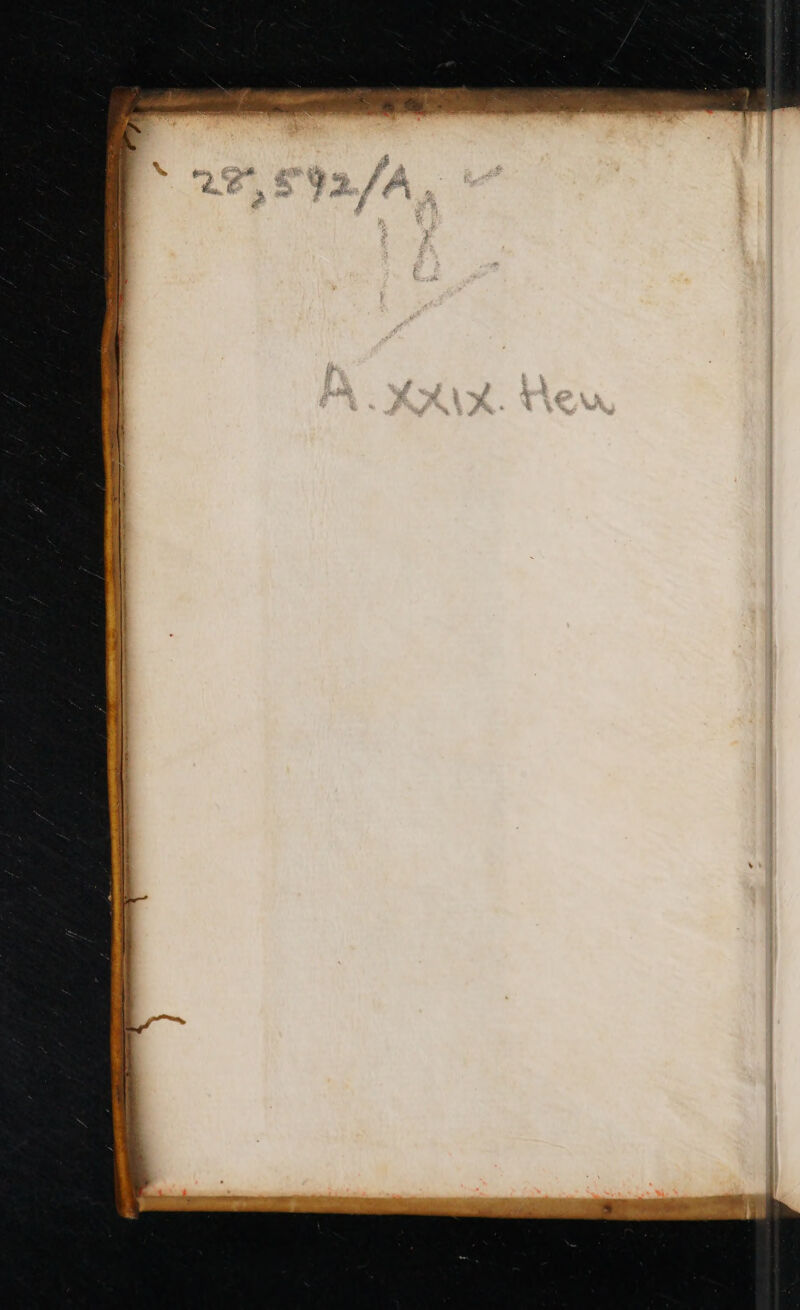 28,592/A
18
A. XXIX. Heu